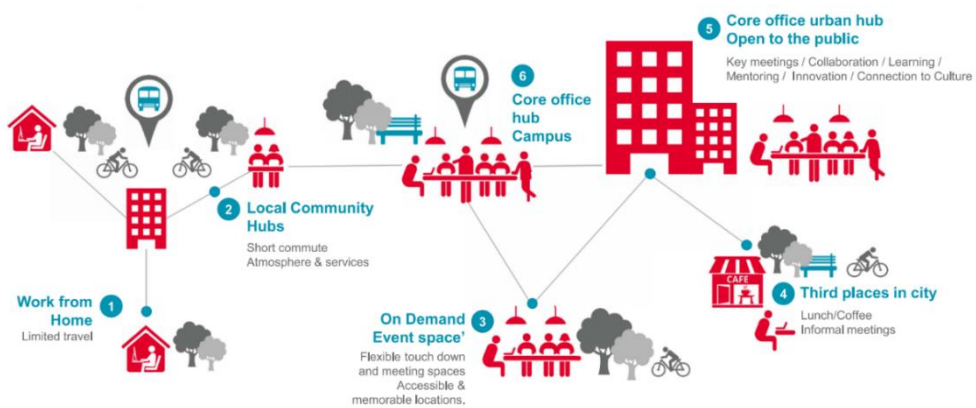 5
Core office urban hub
Open to the public
Key meetings / Collaboration / Learning /
Mentoring / Innovation / Connection to Culture
6
Core office
hub
Campus
2
Local Community
Hubs
Short commute
Atmosphere & services
1
Work from
Home
Limited travel
3
On Demand
Event space'
Flexible touch down
and meeting spaces
Accessible &
memorable locations.
CAFE
4
Third places in city
Lunch/Coffee
Informal meetings